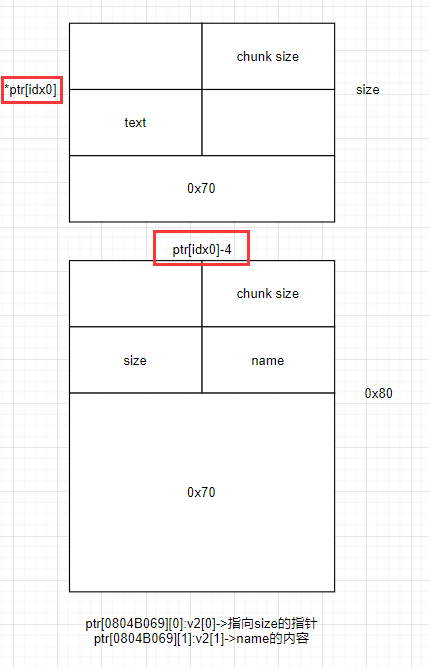 chunk size
*ptr[idx0]
size
text
0x70
ptr[idx0]-4
chunk size
size
name
0x80
0x70
ptr[0804B069][0]:v2[0]->指向size的指针
ptr[0804B069][1]:v2[1]->name的内容